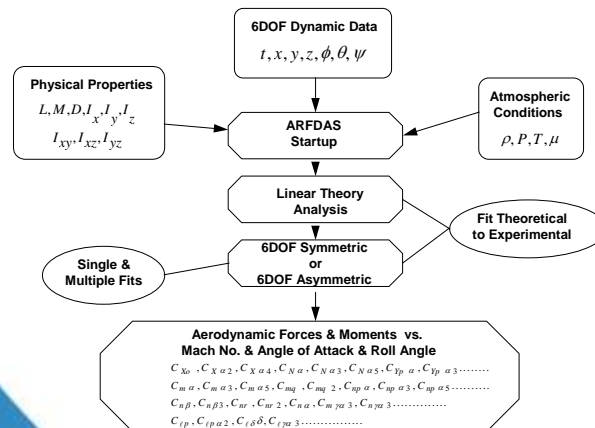 6DOF Dynamic Data
t, x, y, z, ϕ, θ, ψ
Physical Properties
L, M, D, I_x, I_y, I_z
I_xy, I_xz, I_yz
Atmospheric
Conditions
ρ, P, T, μ
ARFDAS
Startup
Linear Theory
Analysis
Fit Theoretical
to Experimental
Single &
Multiple Fits
6DOF Symmetric
or
6DOF Asymmetric
Aerodynamic Forces & Moments vs.
Mach No. & Angle of Attack & Roll Angle
C_Xo , C_Xα2 , C_Xα4 , C_Nα , C_Nα3 , C_Nα5 , C_Ypα , C_Ypα3 .........
C_mα , C_mα3 , C_mα5 , C_mq , C_mq2 , C_npα , C_npα3 , C_npα5 ......
C_nβ , C_nβ3 , C_nr , C_nr2 , C_nα , C_mγα3 , C_nγα3 ..............
C_ℓp , C_ℓpα2 , C_ℓδδ , C_ℓγα3 ................